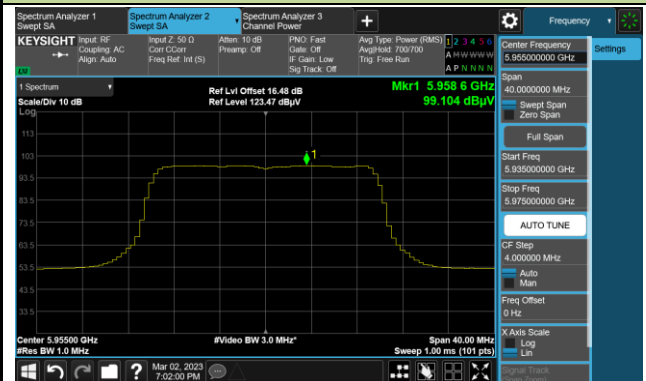 Spectrum Analyzer 1
Swept SA
Spectrum Analyzer 2
Swept SA
Spectrum Analyzer 3
Channel Power
Frequency
KEYSIGHT
Input: RF
Coupling: AC
Align: Auto
Input Z: 50 Ω
Corr CCorr
Freq Ref: Int (S)
Atten: 10 dB
Preamp: Off
PNO: Fast
Gate: Off
IF Gain: Low
Sig Track: Off
Avg Type: Power (RMS)
Avg|Hold: 700/700
Trig: Free Run
1 2 3 4 5 6
A W W W W W
A P N N N N
LXI
1 Spectrum
Scale/Div 10 dB
Ref Lvl Offset 16.48 dB
Ref Level 123.47 dBµV
Mkr1 5.958 6 GHz
99.104 dBµV
Log
113
103
93.5
83.5
73.5
63.5
53.5
43.5
33.5
1
Center 5.95500 GHz
#Res BW 1.0 MHz
#Video BW 3.0 MHz*
Span 40.00 MHz
Sweep 1.00 ms (101 pts)
Center Frequency
5.955000000 GHz
Settings
Span
40.0000000 MHz
Swept Span
Zero Span
Full Span
Start Freq
5.935000000 GHz
Stop Freq
5.975000000 GHz
AUTO TUNE
CF Step
4.000000 MHz
Auto
Man
Freq Offset
0 Hz
X Axis Scale
Log
Lin
Signal Track
(Span Zoom)
?
Mar 02, 2023
7:02:00 PM